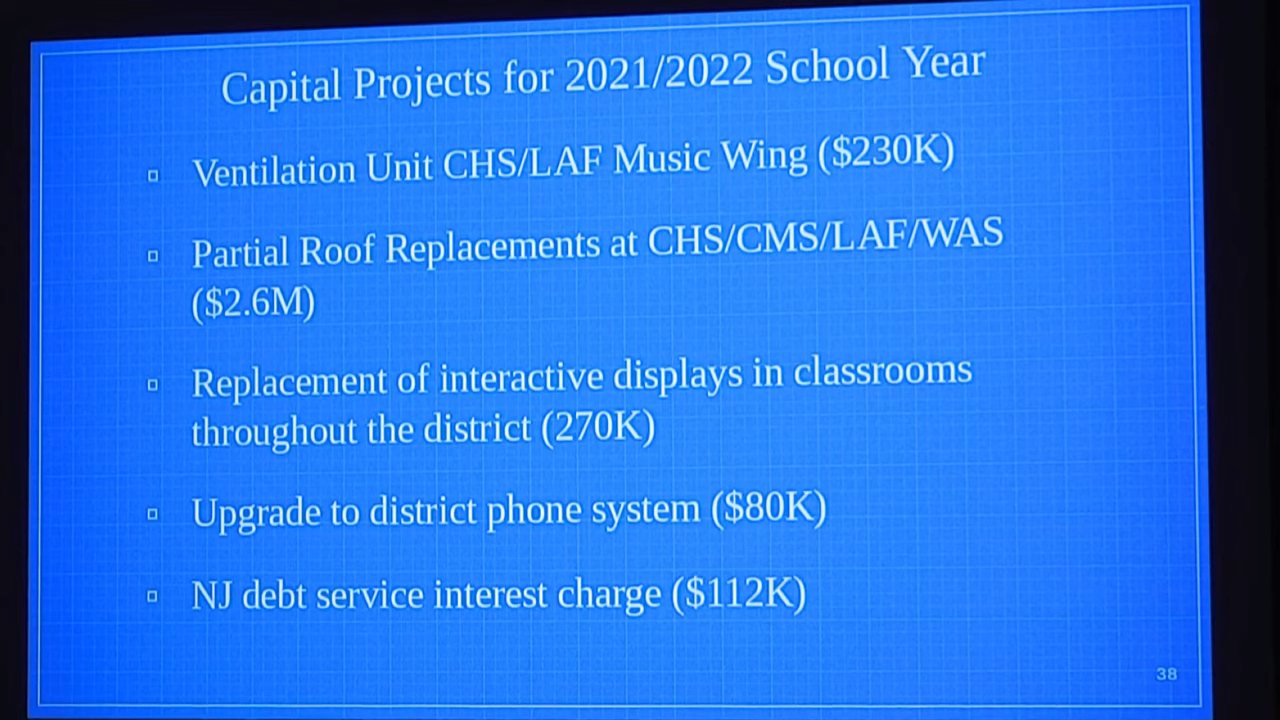 Capital Projects for 2021/2022 School Year
▫ Ventilation Unit CHS/LAF Music Wing ($230K)
▫ Partial Roof Replacements at CHS/CMS/LAF/WAS
($2.6M)
▫ Replacement of interactive displays in classrooms
throughout the district (270K)
▫ Upgrade to district phone system ($80K)
▫ NJ debt service interest charge ($112K)
38